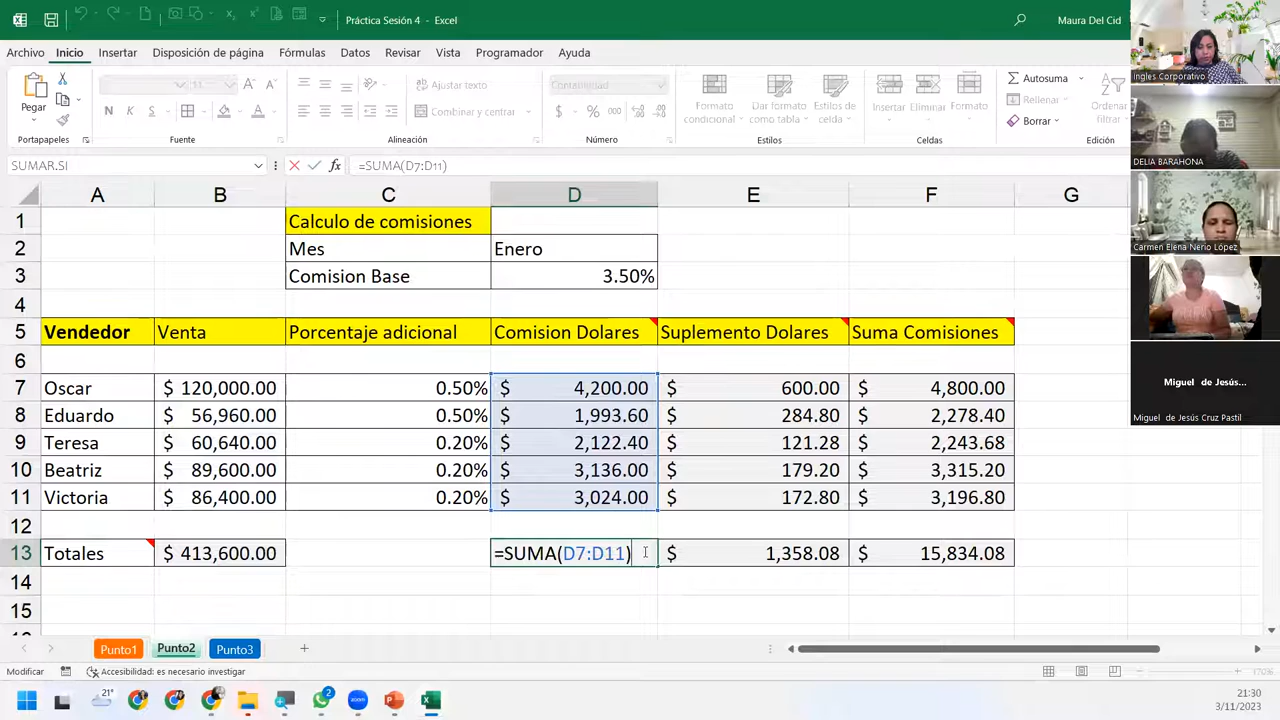 Práctica Sesión 4 - Excel
Maura Del Cid
Archivo Inicio Insertar Disposición de página Fórmulas Datos Revisar Vista Programador Ayuda
Pegar
Ajustar texto
Contabilidad
Combinar y centrar
N K S
$ % 000
Formato condicional
Dar formato como tabla
Estilos de celda
Insertar Eliminar Formato
Autosuma
Rellenar
Borrar
Ordenar
Portapapeles Fuente Alineación Número Estilos Celdas Edición
SUMAR.SI
fx =SUMA(D7:D11)
A B C D E F G
1 Calculo de comisiones
2 Mes Enero
3 Comision Base 3.50%
4
5 Vendedor Venta Porcentaje adicional Comision Dolares Suplemento Dolares Suma Comisiones
6
7 Oscar $ 120,000.00 0.50% $ 4,200.00 $ 600.00 $ 4,800.00
8 Eduardo $ 56,960.00 0.50% $ 1,993.60 $ 284.80 $ 2,278.40
9 Teresa $ 60,640.00 0.20% $ 2,122.40 $ 121.28 $ 2,243.68
10 Beatriz $ 89,600.00 0.20% $ 3,136.00 $ 179.20 $ 3,315.20
11 Victoria $ 86,400.00 0.20% $ 3,024.00 $ 172.80 $ 3,196.80
12
13 Totales $ 413,600.00 =SUMA(D7:D11) $ 1,358.08 $ 15,834.08
14
15
Punto1 Punto2 Punto3
Modificar Accesibilidad: es necesario investigar
21°
2
21:30
3/11/2023
Ingles Corporativo
DELIA BARAHONA
Carmen Elena Nerio López
Miguel de Jesús...
Miguel de Jesús Cruz Pastil